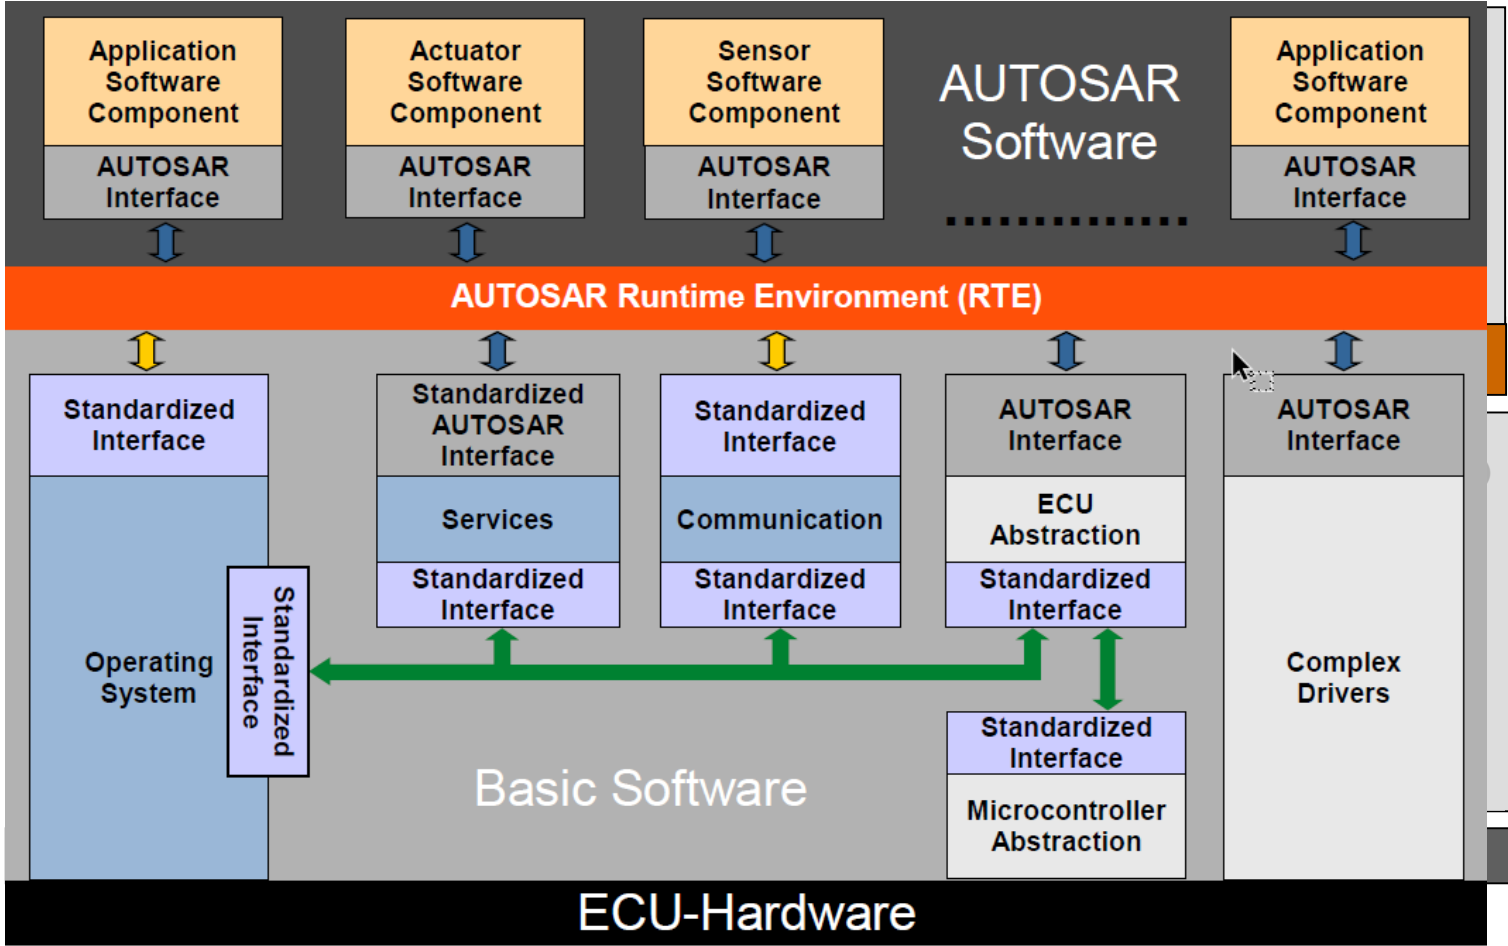 Application
Software
Component
AUTOSAR
Interface
Actuator
Software
Component
AUTOSAR
Interface
Sensor
Software
Component
AUTOSAR
Interface
AUTOSAR
Software
Application
Software
Component
AUTOSAR
Interface
AUTOSAR Runtime Environment (RTE)
Standardized
Interface
Operating
System
Standardized
Interface
Standardized
AUTOSAR
Interface
Services
Standardized
Interface
Standardized
Interface
Communication
Standardized
Interface
AUTOSAR
Interface
ECU
Abstraction
Standardized
Interface
Standardized
Interface
Microcontroller
Abstraction
AUTOSAR
Interface
Complex
Drivers
Basic Software
ECU-Hardware